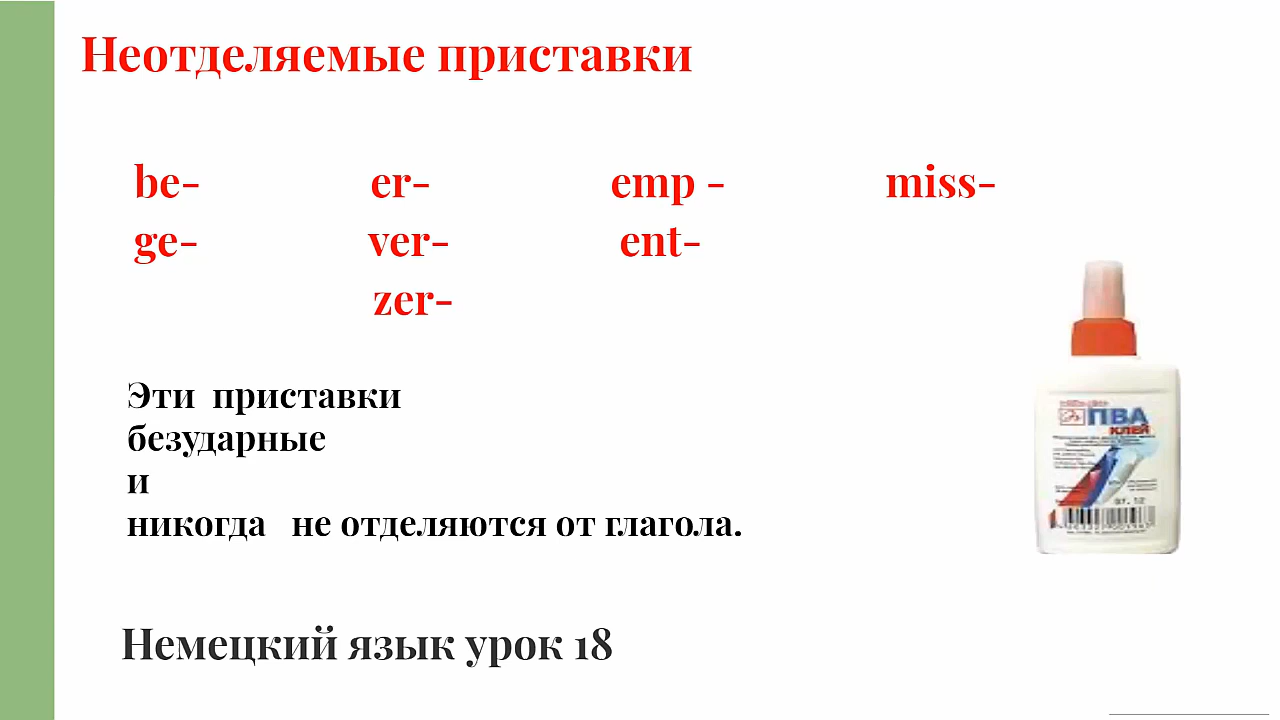 Неотделяемые приставки
be- er- emp - miss-
ge- ver- ent-
zer-
Эти приставки
безударные
и
никогда не отделяются от глагола.
ПВА
КЛЕЙ
Немецкий язык урок 18